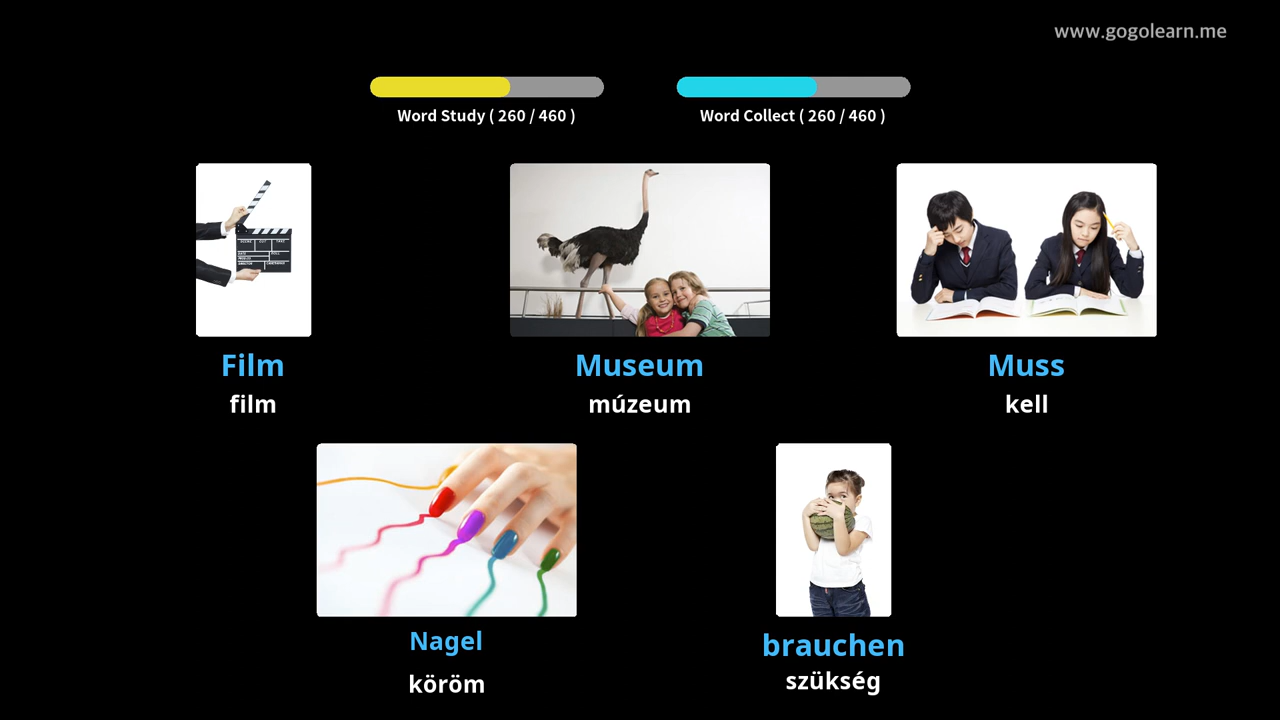 www.gogolearn.me
Word Study ( 260 / 460 )
Word Collect ( 260 / 460 )
Film
film
Museum
múzeum
Muss
kell
Nagel
köröm
brauchen
szükség